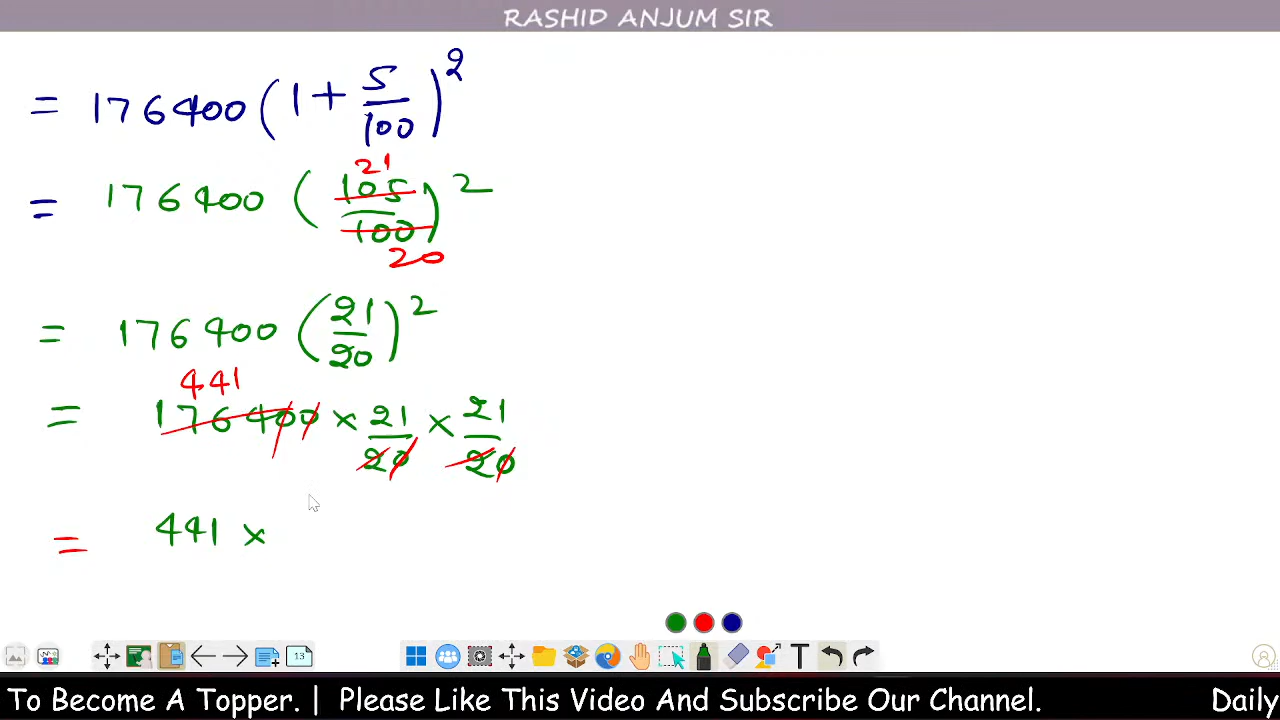 RASHID ANJUM SIR
= 176400 ( 1 + 5/100 )²
21
= 176400 ( 105/100 )²
20
= 176400 ( 21/20 )²
441
= 176400 × 21/20 × 21/20
= 441 ×
13
To Become A Topper. | Please Like This Video And Subscribe Our Channel. Daily